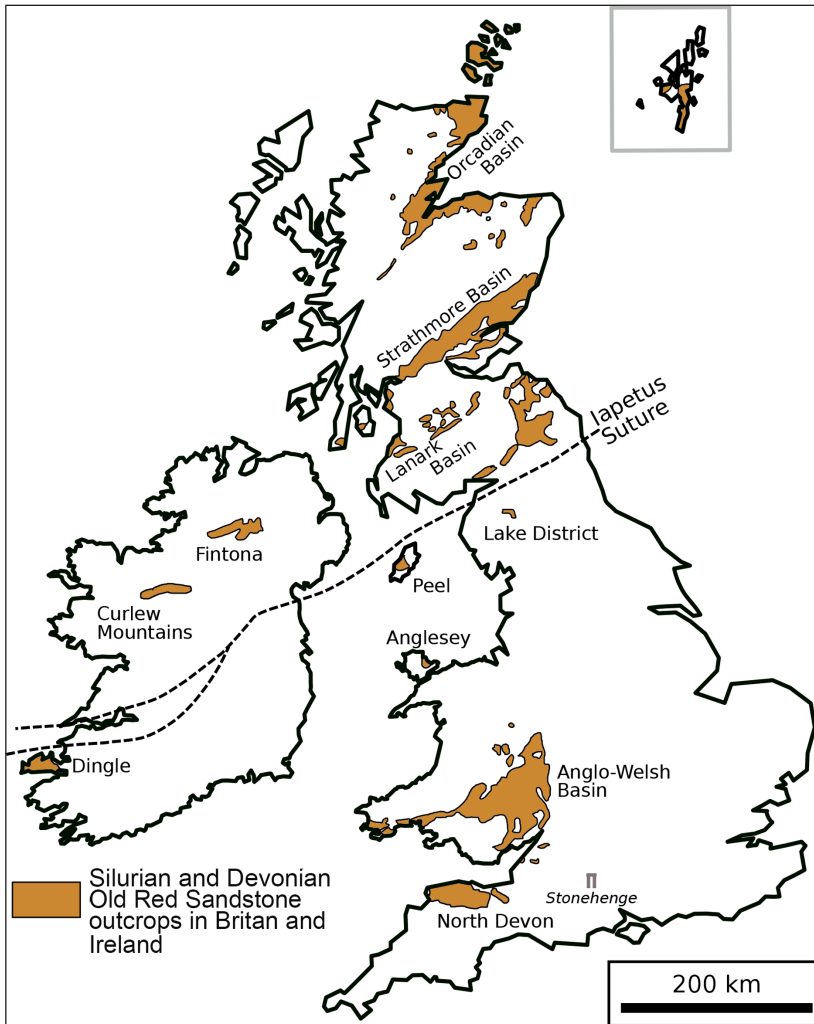 Orcadian
Basin
Strathmore Basin
Iapetus
Suture
Lanark
Basin
Lake District
Fintona
Peel
Curlew
Mountains
Anglesey
Dingle
Anglo-Welsh
Basin
Silurian and Devonian
Old Red Sandstone
outcrops in Britan and
Ireland
Stonehenge
North Devon
200 km